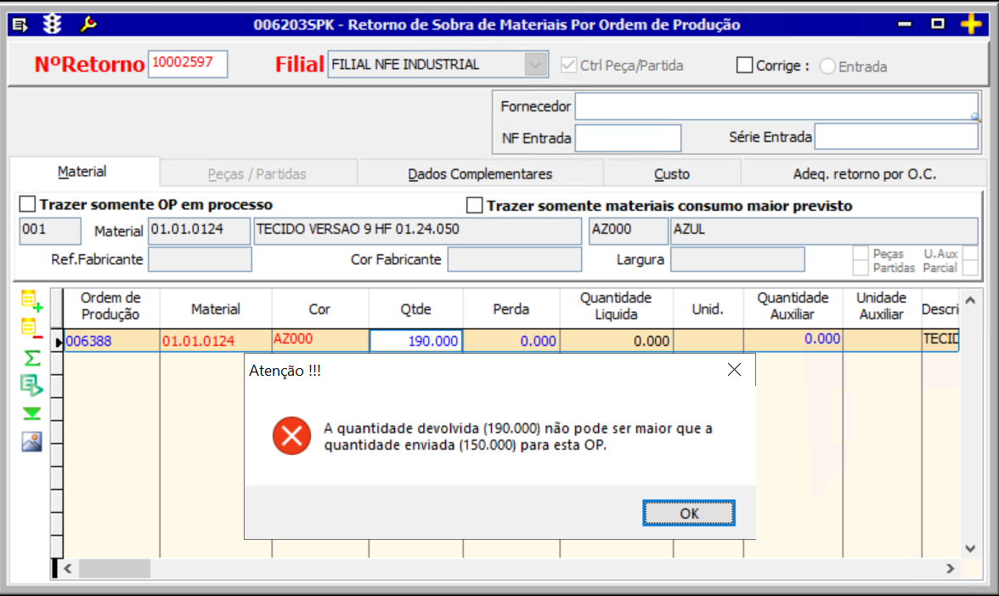 006203SPK - Retorno de Sobra de Materiais Por Ordem de Produção
NºRetorno 10002597 Filial FILIAL NFE INDUSTRIAL Ctrl Peça/Partida Corrige : Entrada
Fornecedor
NF Entrada Série Entrada
Material Peças / Partidas Dados Complementares Custo Adeq. retorno por O.C.
Trazer somente OP em processo Trazer somente materiais consumo maior previsto
001 Material 01.01.0124 TECIDO VERSAO 9 HF 01.24.050 AZ000 AZUL
Ref.Fabricante Cor Fabricante Largura
Peças U.Aux
Partidas Parcial
Ordem de Produção Material Cor Qtde Perda Quantidade Liquida Unid. Quantidade Auxiliar Unidade Auxiliar Descri
006388 01.01.0124 AZ000 190.000 0.000 0.000 0.000 TECID
Atenção !!!
A quantidade devolvida (190.000) não pode ser maior que a
quantidade enviada (150.000) para esta OP.
OK